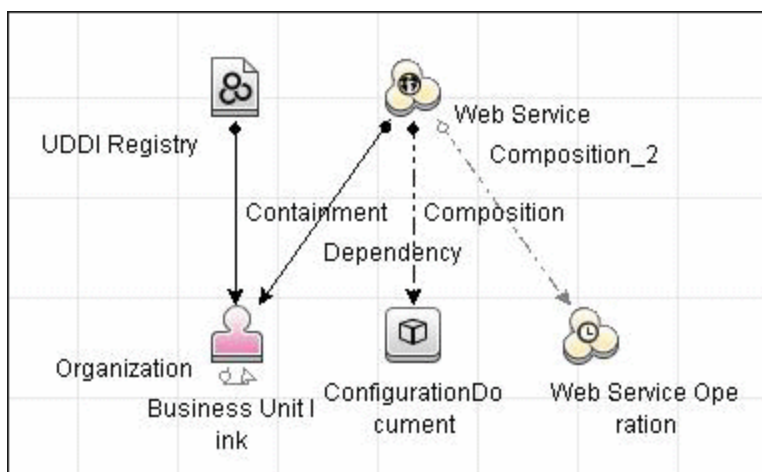 Web Service
UDDI Registry
Composition_2
Containment
Composition
Dependency
Organization
Business Unit l
ink
ConfigurationDo
cument
Web Service Ope
ration